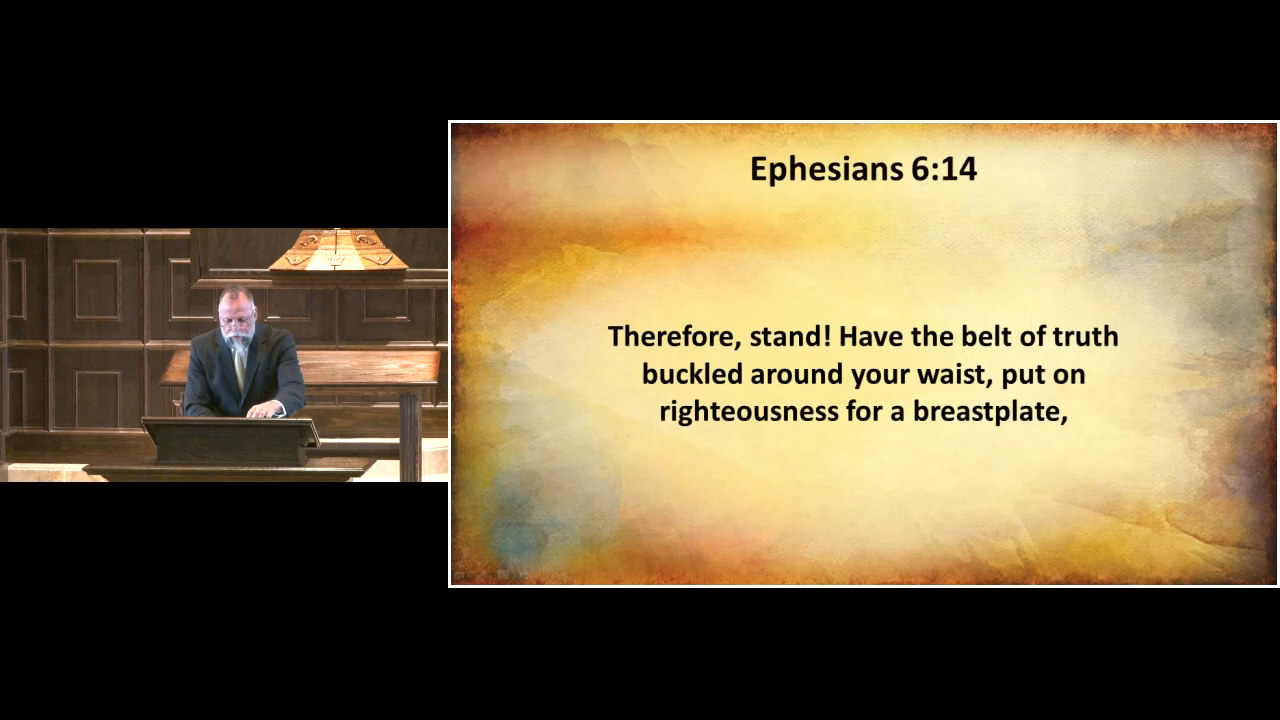 Ephesians 6:14
Therefore, stand! Have the belt of truth
buckled around your waist, put on
righteousness for a breastplate,